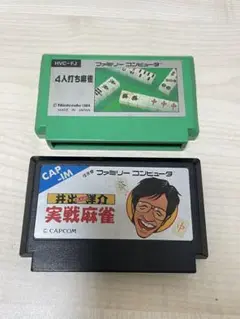 HVC-FJ
ファミリー コンピュータ
4人打ち麻雀
©Nintendo 1984
MADE IN JAPAN
CAP
-IM
ファミリー コンピュータ
井出洋介
実戦麻雀
©CAPCOM